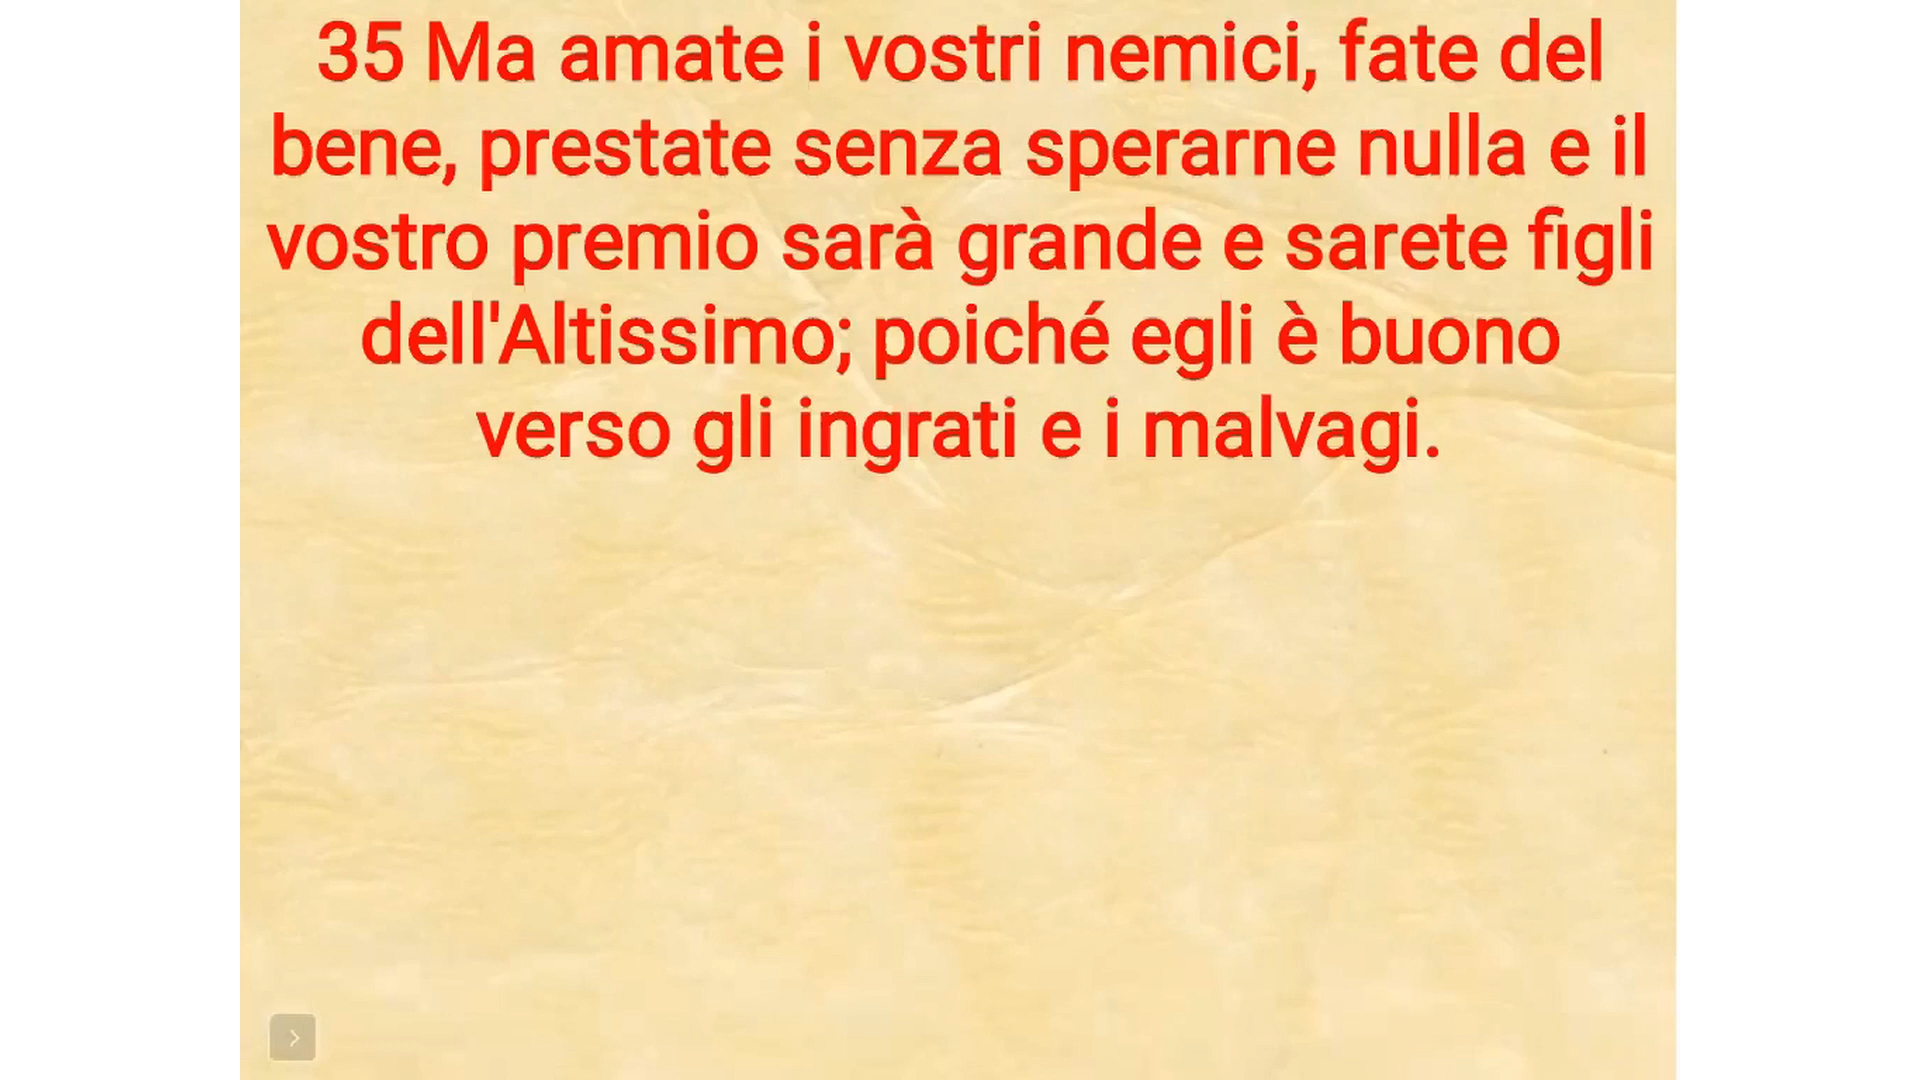 35 Ma amate i vostri nemici, fate del
bene, prestate senza sperarne nulla e il
vostro premio sarà grande e sarete figli
dell'Altissimo; poiché egli è buono
verso gli ingrati e i malvagi.